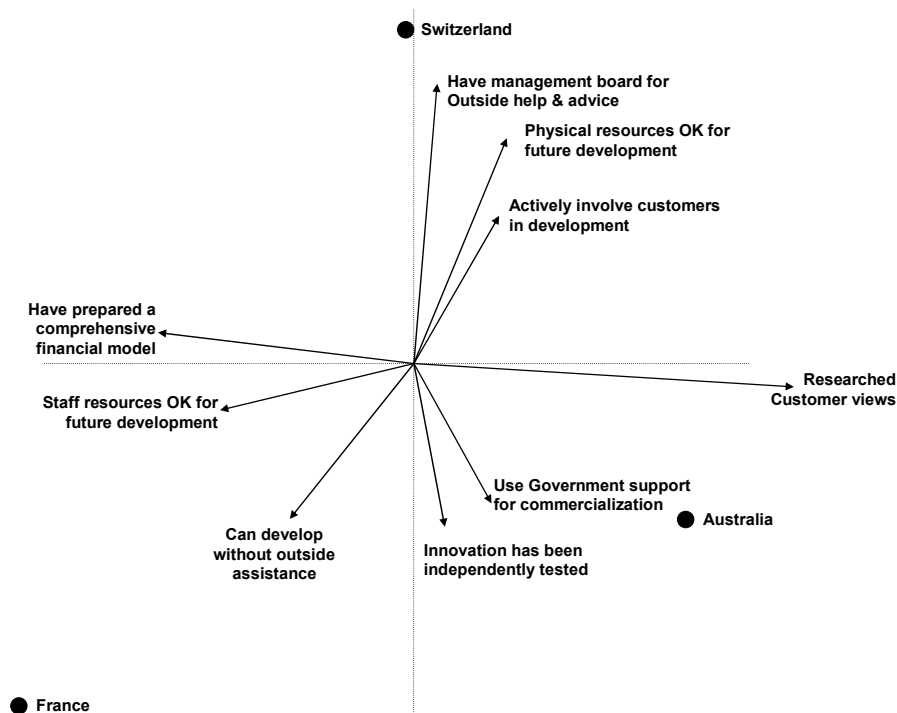 Switzerland
Have management board for
Outside help & advice
Physical resources OK for
future development
Actively involve customers
in development
Have prepared a
comprehensive
financial model
Researched
Customer views
Staff resources OK for
future development
Use Government support
for commercialization
Australia
Can develop
without outside
assistance
Innovation has been
independently tested
France